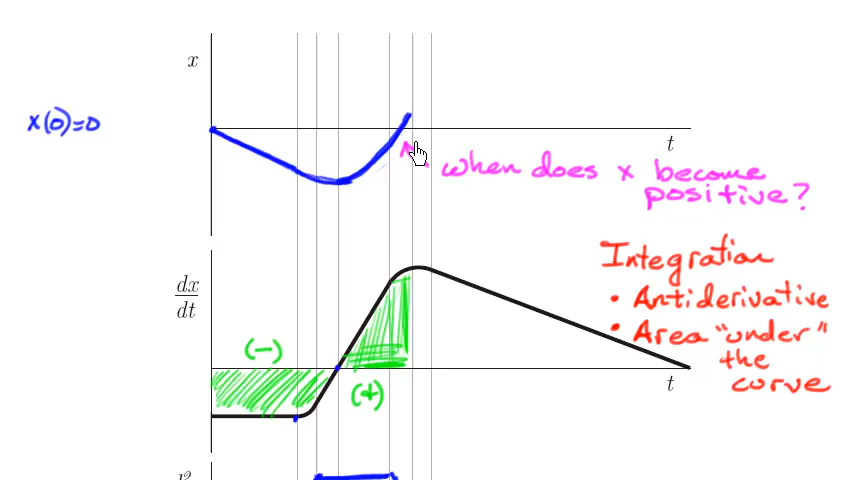 x
x(0)=0
t
when does x become
positive?
Integration
• Antiderivative
• Area "under"
the
curve
dx
dt
(-)
(+)
t